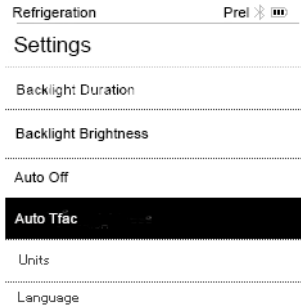 Refrigeration Prel
Settings
Backlight Duration
Backlight Brightness
Auto Off
Auto Tfac
Units
Language